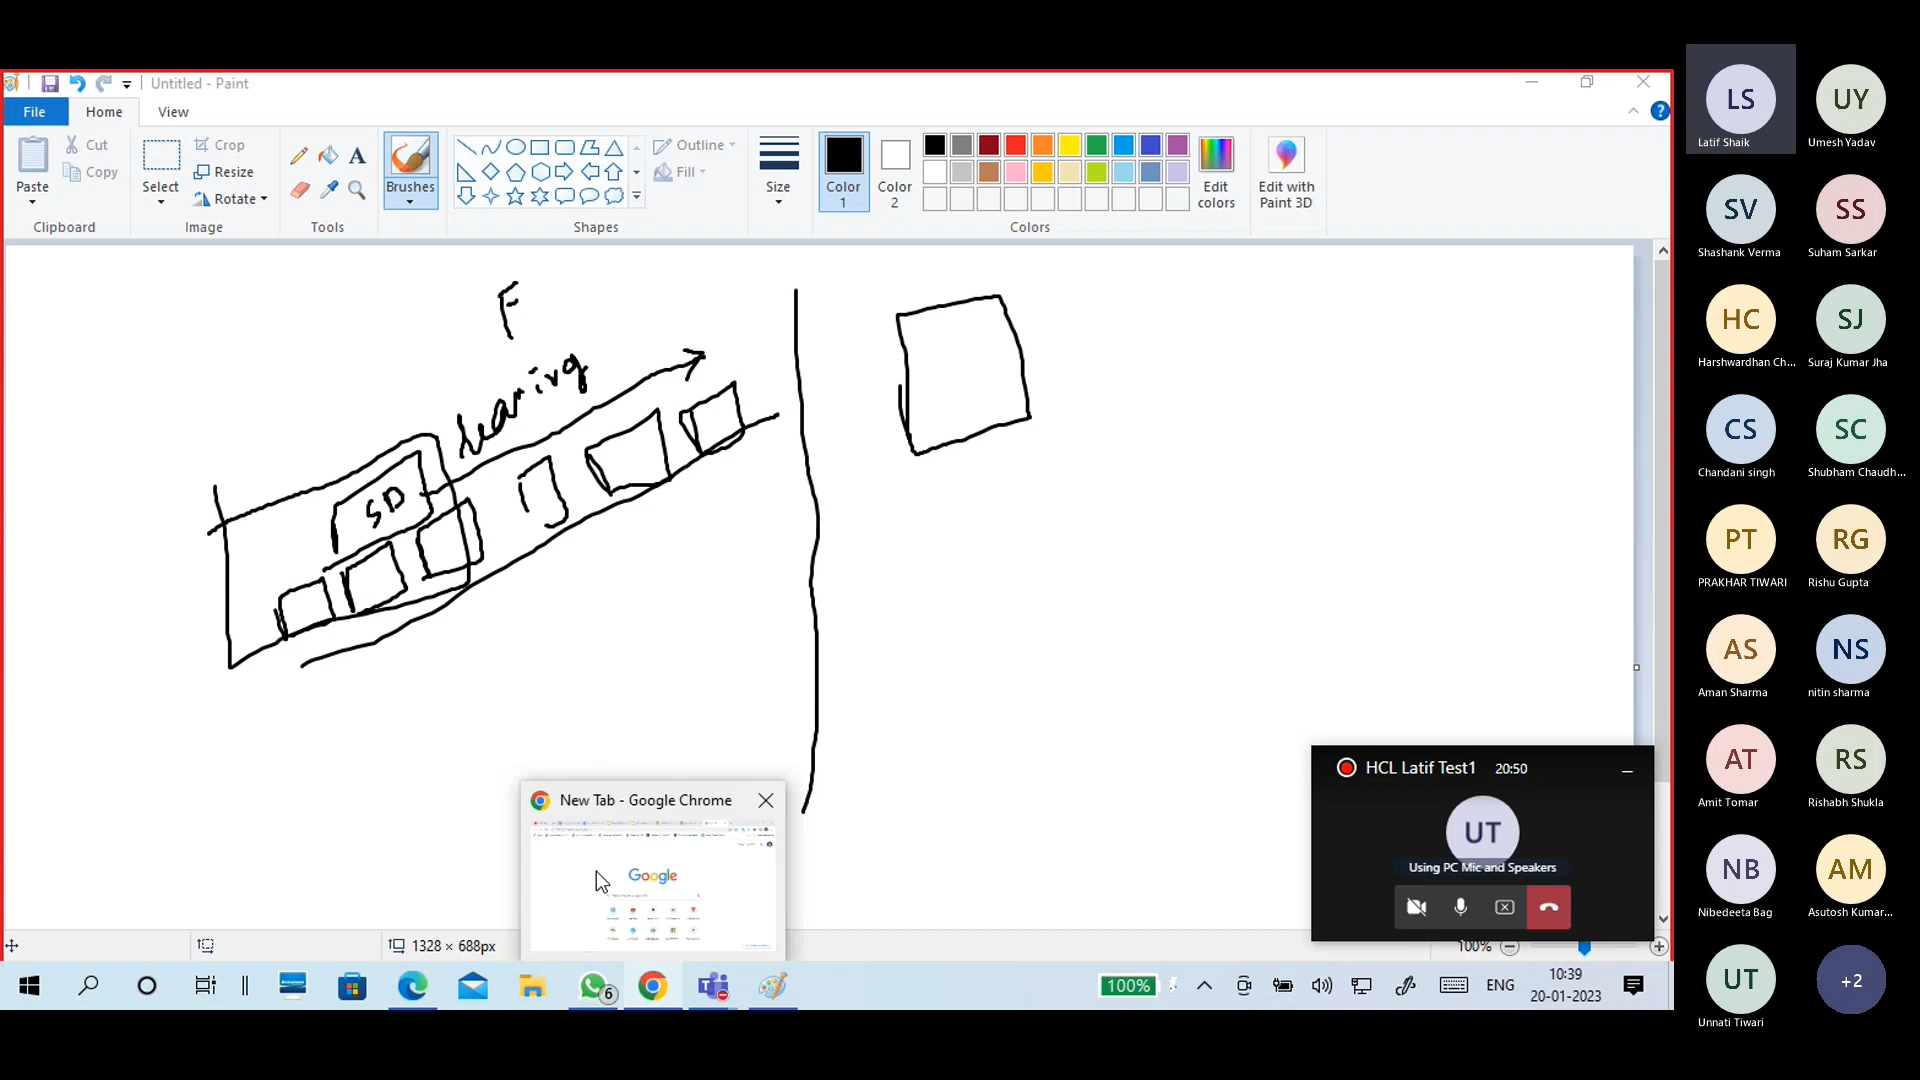 Untitled - Paint
File
Home
View
Paste
Cut
Copy
Clipboard
Select
Crop
Resize
Rotate
Image
A
Tools
Brushes
Outline
Fill
Shapes
Size
Color
1
Color
2
Edit
colors
Edit with
Paint 3D
Colors
F
SD
New Tab - Google Chrome
Google
HCL Latif Test1 20:50
UT
Using PC Mic and Speakers
1328 × 688px
100%
6
100%
ENG
10:39
20-01-2023
LS
Latif Shaik
UY
Umesh Yadav
SV
Shashank Verma
SS
Suham Sarkar
HC
Harshwardhan Ch...
SJ
Suraj Kumar Jha
CS
Chandani singh
SC
Shubham Chaudh...
PT
PRAKHAR TIWARI
RG
Rishu Gupta
AS
Aman Sharma
NS
nitin sharma
AT
Amit Tomar
RS
Rishabh Shukla
NB
Nibedeeta Bag
AM
Asutosh Kumar...
UT
Unnati Tiwari
+2